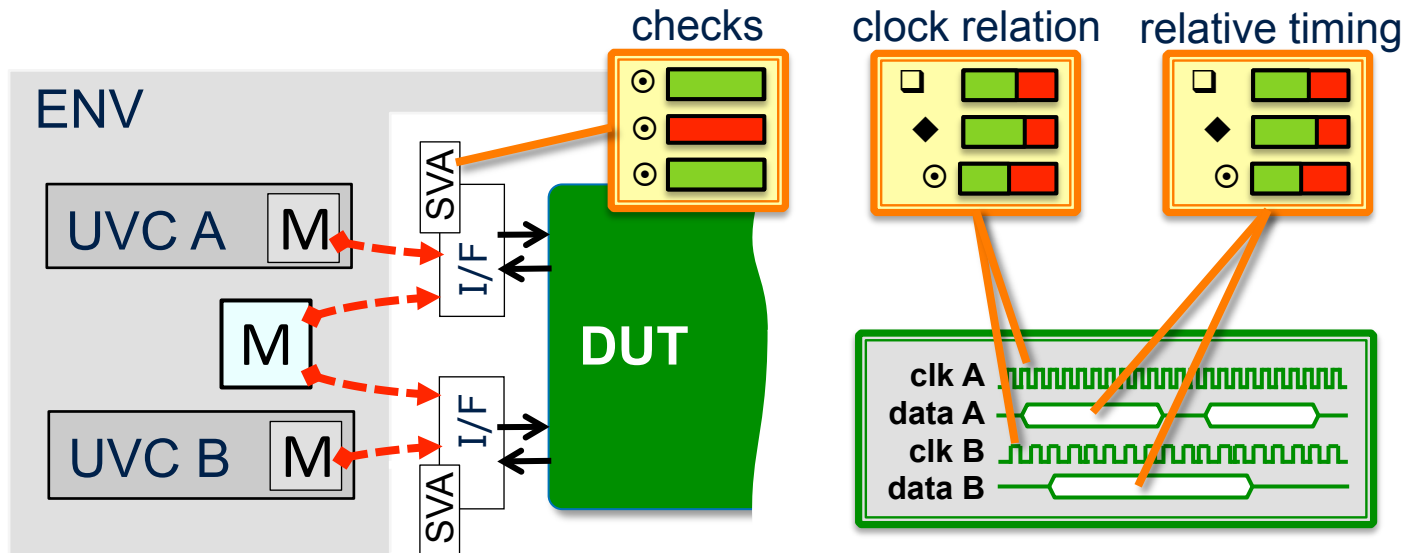 checks
clock relation
relative timing
ENV
SVA
UVC A
M
I/F
DUT
M
UVC B
M
I/F
SVA
clk A
data A
clk B
data B